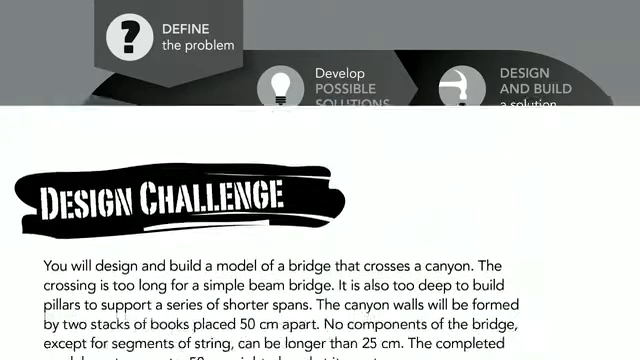 DEFINE
the problem
Develop
POSSIBLE
SOLUTIONS
DESIGN
AND BUILD
a solution
DESIGN CHALLENGE
You will design and build a model of a bridge that crosses a canyon. The
crossing is too long for a simple beam bridge. It is also too deep to build
pillars to support a series of shorter spans. The canyon walls will be formed
by two stacks of books placed 50 cm apart. No components of the bridge,
except for segments of string, can be longer than 25 cm. The completed